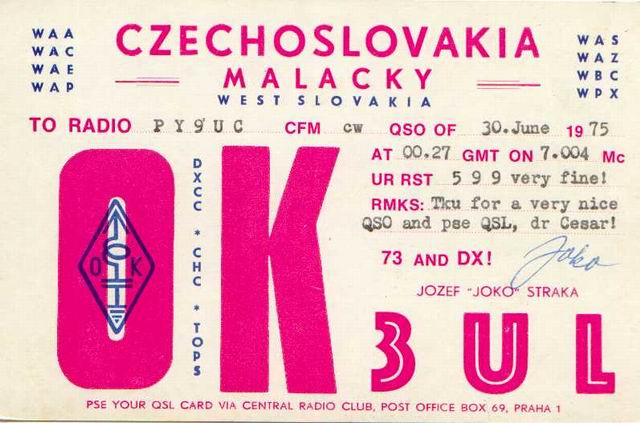 WAA
WAC
WAE
WAP
CZECHOSLOVAKIA
MALACKY
WEST SLOVAKIA
WAS
WAZ
WBC
WPX
TO RADIO PY9UC CFM cw QSO OF 30.June 1975
AT 00.27 GMT ON 7.004 Mc
UR RST 599 very fine!
RMKS: Tku for a very nice
QSO and pse QSL, dr Cesar!
73 AND DX!
Joko
JOZEF "JOKO" STRAKA
DXCC * CHC * TOPS
OK
OK
3UL
PSE YOUR QSL CARD VIA CENTRAL RADIO CLUB, POST OFFICE BOX 69, PRAHA 1